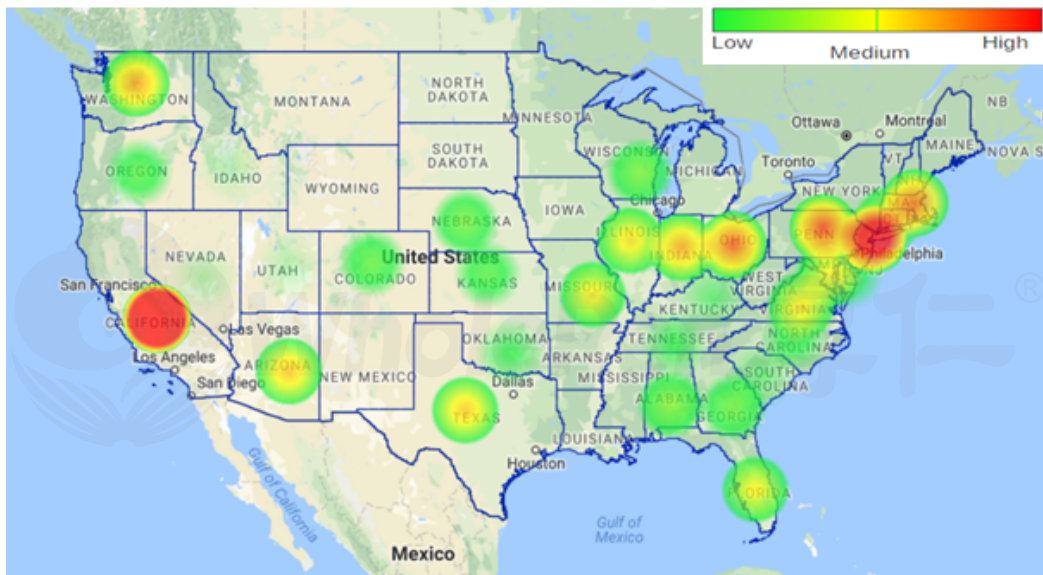 Low
Medium
High
WASHINGTON
MONTANA
NORTH
DAKOTA
MINNESOTA
Ottawa
Montreal
NB
MAINE
NOVA S
VT
OREGON
IDAHO
SOUTH
DAKOTA
WISCONSIN
MICHIGAN
Toronto
NEW YORK
WYOMING
IOWA
Chicago
NEBRASKA
ILLINOIS
INDIANA
OHIO
PENN
Philadelphia
NEVADA
UTAH
COLORADO
United States
KANSAS
MISSOURI
WEST
VIRGINIA
KENTUCKY
VIRGINIA
San Francisco
CALIFORNIA
Las Vegas
OKLAHOMA
TENNESSEE
NORTH
CAROLINA
Los Angeles
ARIZONA
NEW MEXICO
ARKANSAS
MISSISSIPPI
SOUTH
CAROLINA
San Diego
Dallas
ALABAMA
GEORGIA
TEXAS
LOUISIANA
Houston
Gulf of
California
FLORIDA
Gulf of
Mexico
Mexico